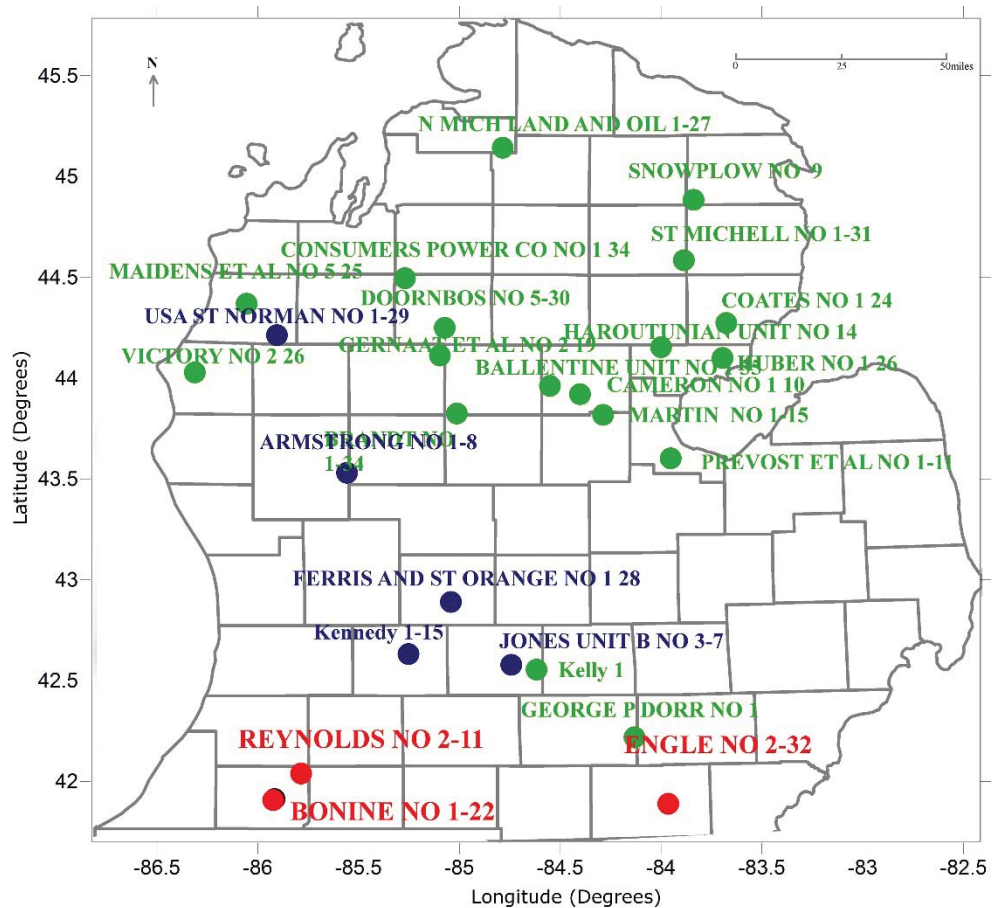 N
0 25 50miles
45.5
N MICH LAND AND OIL 1-27
45
SNOWPLOW NO 9
ST MICHELL NO 1-31
CONSUMERS POWER CO NO 1 34
44.5
MAIDENS ET AL NO 5 25
DOORNBOS NO 5-30
COATES NO 1 24
USA ST NORMAN NO 1-29
HAROUTUNIAN UNIT NO 14
GERNAAT ET AL NO 2 19
VICTORY NO 2 26
BALLENTINE UNIT NO 1 35
KUBER NO 1 26
44
CAMERON NO 1 10
MARTIN NO 1-15
ARMSTRONG NO 1-8
BRANDT NO
1-34
PREVOST ET AL NO 1-11
43.5
43
FERRIS AND ST ORANGE NO 1 28
Kennedy 1-15
JONES UNIT B NO 3-7
Kelly 1
42.5
GEORGE P DORR NO 1
REYNOLDS NO 2-11
ENGLE NO 2-32
42
BONINE NO 1-22
Latitude (Degrees)
-86.5 -86 -85.5 -85 -84.5 -84 -83.5 -83 -82.5
Longitude (Degrees)